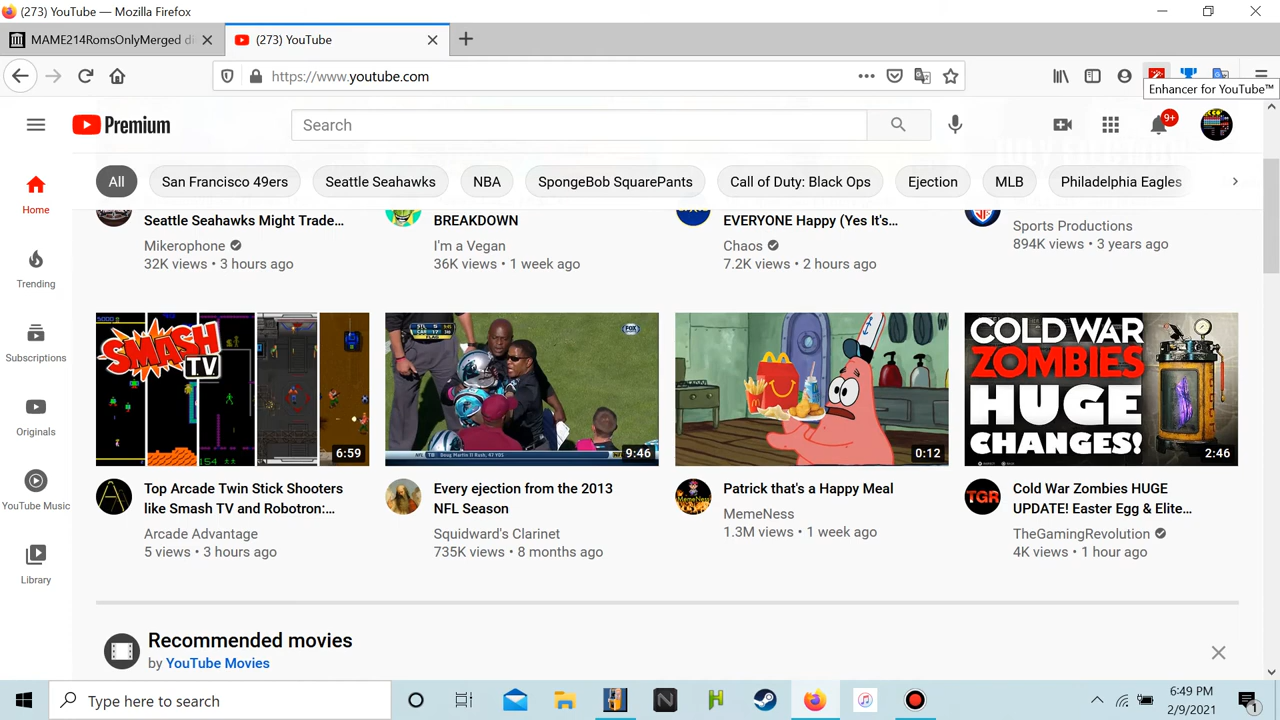 (273) YouTube — Mozilla Firefox
MAME214RomsOnlyMerged di
(273) YouTube
https://www.youtube.com
Enhancer for YouTube™
Premium
Search
9+
All
San Francisco 49ers
Seattle Seahawks
NBA
SpongeBob SquarePants
Call of Duty: Black Ops
Ejection
MLB
Philadelphia Eagles
Home
Trending
Subscriptions
Originals
YouTube Music
Library
Seattle Seahawks Might Trade...
Mikerophone
32K views • 3 hours ago
BREAKDOWN
I'm a Vegan
36K views • 1 week ago
EVERYONE Happy (Yes It's...
Chaos
7.2K views • 2 hours ago
Sports Productions
894K views • 3 years ago
SMASH
TV
6:59
Top Arcade Twin Stick Shooters
like Smash TV and Robotron:...
Arcade Advantage
5 views • 3 hours ago
FOX
9:46
Every ejection from the 2013
NFL Season
Squidward's Clarinet
735K views • 8 months ago
0:12
Patrick that's a Happy Meal
MemeNess
1.3M views • 1 week ago
COLD WAR
ZOMBIES
HUGE
CHANGES!
2:46
TGR
Cold War Zombies HUGE
UPDATE! Easter Egg & Elite...
TheGamingRevolution
4K views • 1 hour ago
Recommended movies
by YouTube Movies
Type here to search
6:49 PM
2/9/2021
1